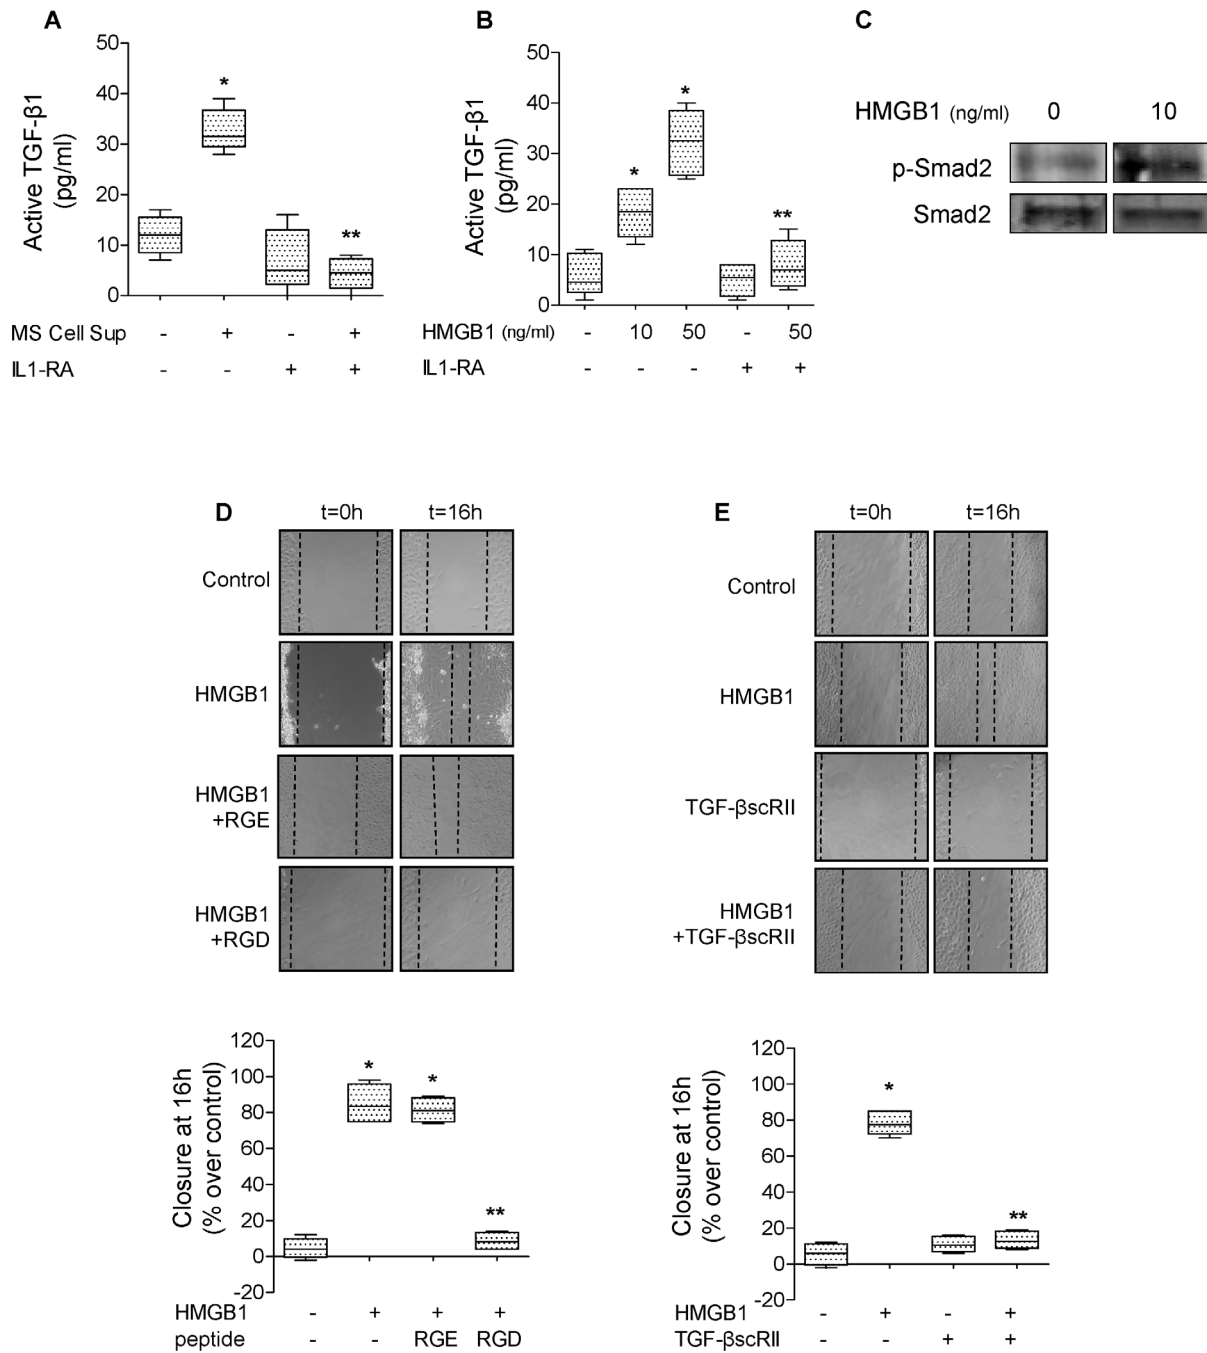 A
Active TGF-β1
(pg/ml)
50
40
30
20
10
0
*
**
MS Cell Sup - + - +
IL1-RA - - + +
B
Active TGF-β1
(pg/ml)
50
40
30
20
10
0
*
*
**
HMGB1 (ng/ml) - 10 50 - 50
IL1-RA - - - + +
C
HMGB1 (ng/ml) 0 10
p-Smad2
Smad2
D
t=0h t=16h
Control
HMGB1
HMGB1
+RGE
HMGB1
+RGD
Closure at 16h
(% over control)
120
100
80
60
40
20
0
-20
*
*
**
HMGB1 - + + +
peptide - - RGE RGD
E
t=0h t=16h
Control
HMGB1
TGF-βscRII
HMGB1
+TGF-βscRII
Closure at 16h
(% over control)
120
100
80
60
40
20
0
-20
*
**
HMGB1 - + - +
TGF-βscRII - - + +